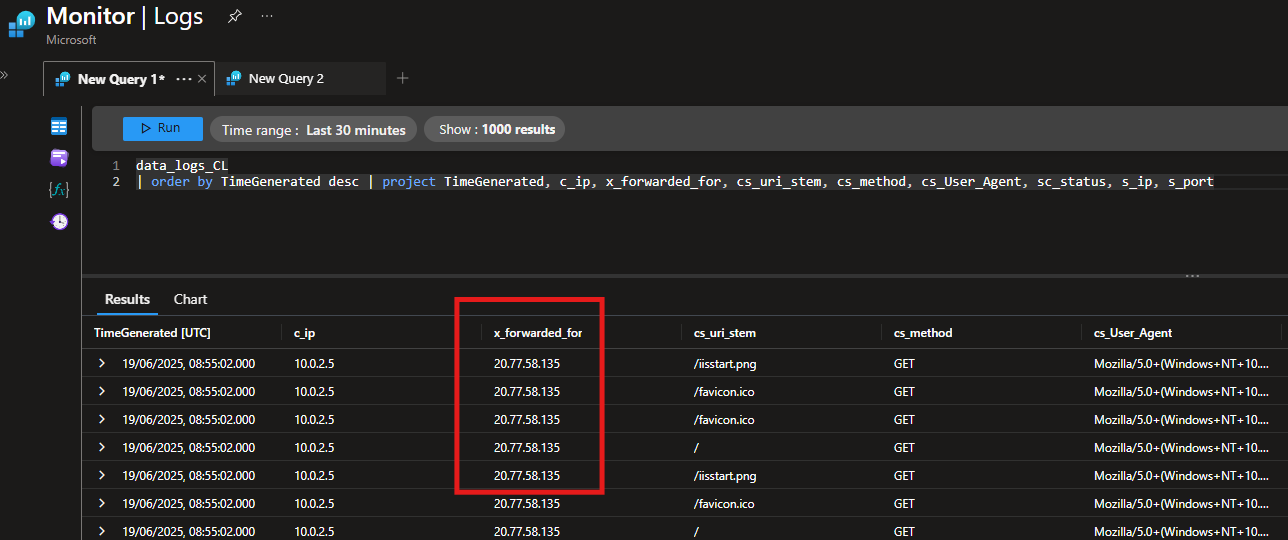 Monitor | Logs ...
Microsoft
»
New Query 1* ... × New Query 2 +
{fx}
Run Time range : Last 30 minutes Show : 1000 results
1 data_logs_CL
2 | order by TimeGenerated desc | project TimeGenerated, c_ip, x_forwarded_for, cs_uri_stem, cs_method, cs_User_Agent, sc_status, s_ip, s_port
...
Results Chart
TimeGenerated [UTC] c_ip x_forwarded_for cs_uri_stem cs_method cs_User_Agent
> 19/06/2025, 08:55:02.000 10.0.2.5 20.77.58.135 /iisstart.png GET Mozilla/5.0+(Windows+NT+10....
> 19/06/2025, 08:55:02.000 10.0.2.5 20.77.58.135 /favicon.ico GET Mozilla/5.0+(Windows+NT+10....
> 19/06/2025, 08:55:02.000 10.0.2.5 20.77.58.135 /favicon.ico GET Mozilla/5.0+(Windows+NT+10....
> 19/06/2025, 08:55:02.000 10.0.2.5 20.77.58.135 / GET Mozilla/5.0+(Windows+NT+10....
> 19/06/2025, 08:55:02.000 10.0.2.5 20.77.58.135 /iisstart.png GET Mozilla/5.0+(Windows+NT+10....
> 19/06/2025, 08:55:02.000 10.0.2.5 20.77.58.135 /favicon.ico GET Mozilla/5.0+(Windows+NT+10....
> 19/06/2025, 08:55:02.000 10.0.2.5 20.77.58.135 / GET Mozilla/5.0+(Windows+NT+10....